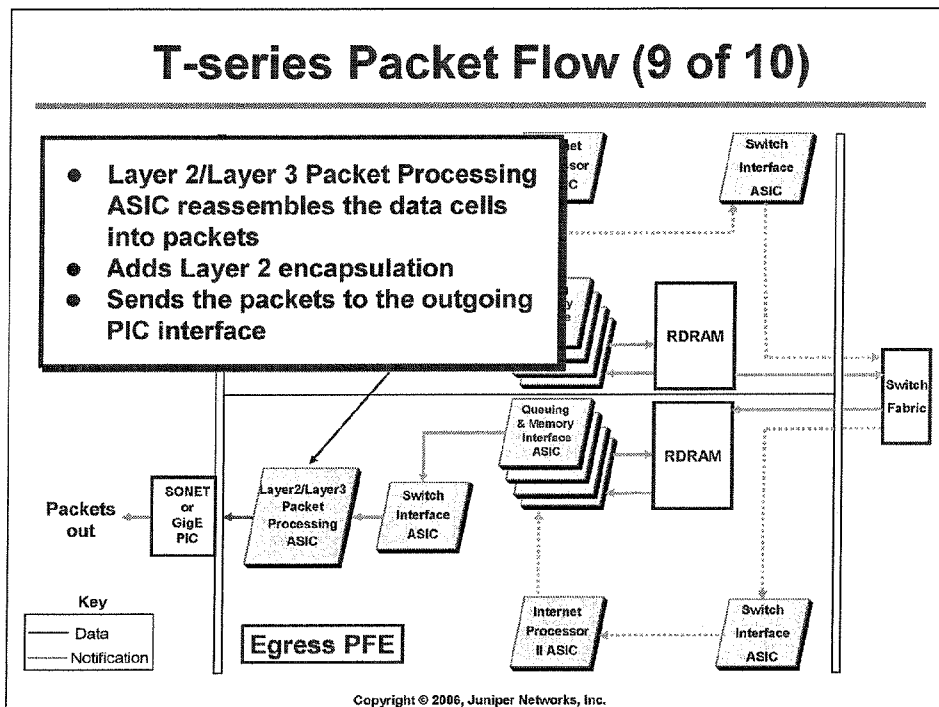 T-series Packet Flow (9 of 10)
• Layer 2/Layer 3 Packet Processing
ASIC reassembles the data cells
into packets
• Adds Layer 2 encapsulation
• Sends the packets to the outgoing
PIC interface
Switch
Interface
ASIC
RDRAM
Switch
Fabric
Queuing
& Memory
Interface
ASIC
RDRAM
Layer2/Layer3
Packet
Processing
ASIC
Switch
Interface
ASIC
SONET
or
GigE
PIC
Packets
out
Key
Data
Notification
Egress PFE
Internet
Processor
II ASIC
Switch
Interface
ASIC
Copyright © 2006, Juniper Networks, Inc.